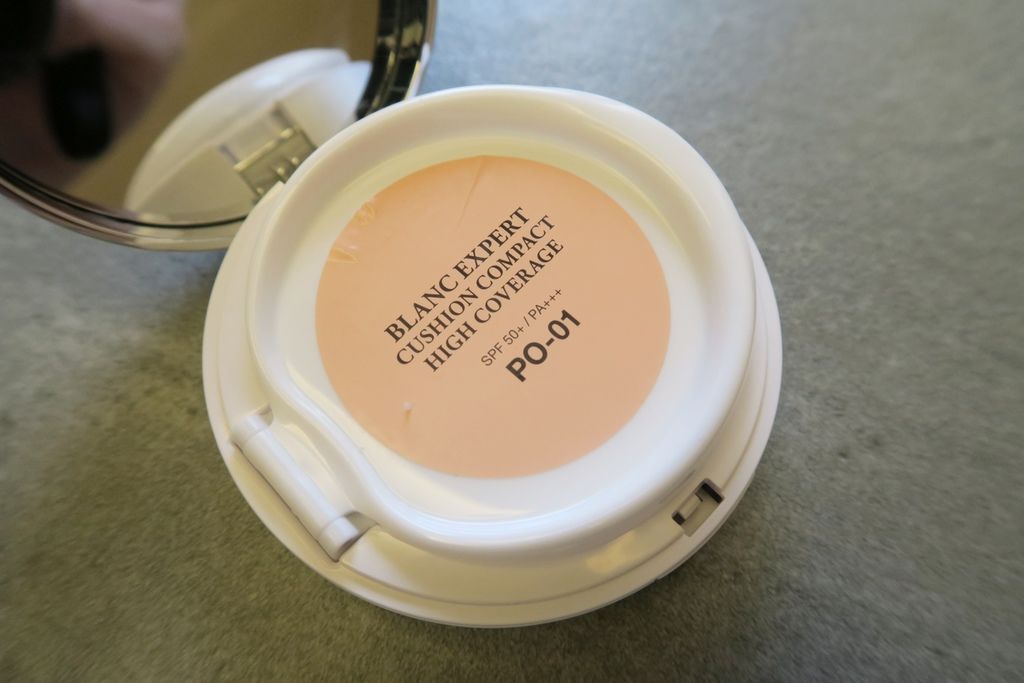 BLANC EXPERT
CUSHION COMPACT
HIGH COVERAGE
SPF 50+ / PA+++
PO-01